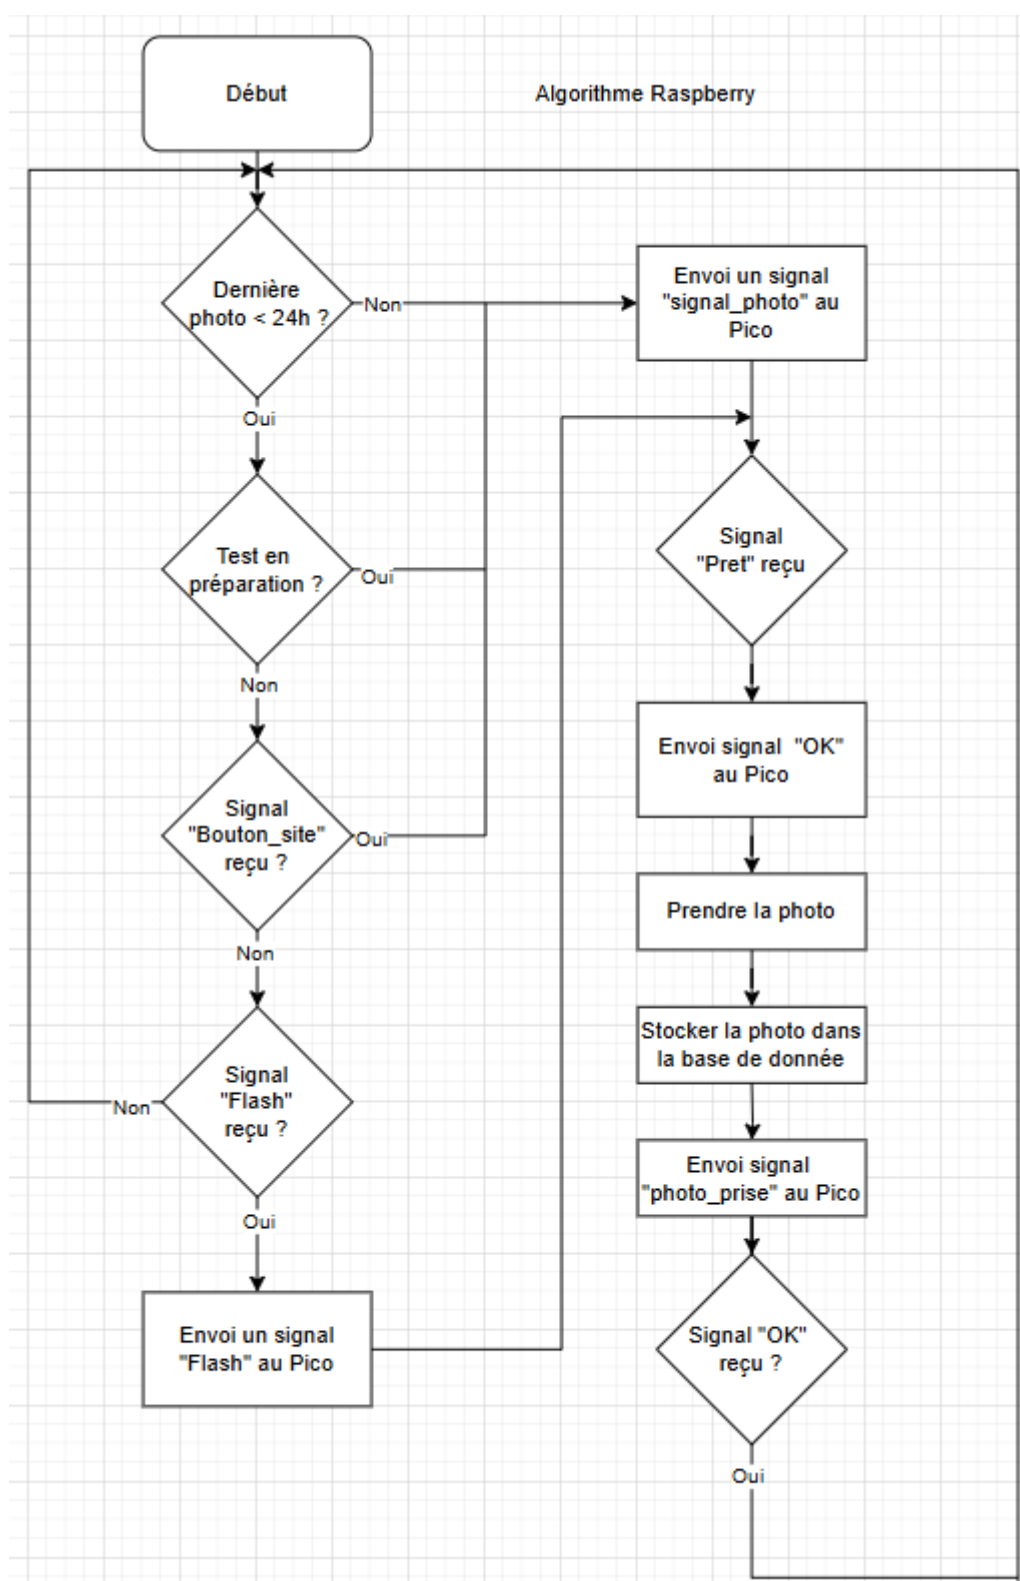 Début
Algorithme Raspberry
Dernière
photo < 24h ?
Non
Oui
Test en
préparation ?
Oui
Non
Signal
"Bouton_site"
reçu ?
Oui
Non
Signal
"Flash"
reçu ?
Non
Oui
Envoi un signal
"Flash" au Pico
Envoi un signal
"signal_photo" au
Pico
Signal
"Pret" reçu
Envoi signal "OK"
au Pico
Prendre la photo
Stocker la photo dans
la base de donnée
Envoi signal
"photo_prise" au Pico
Signal "OK"
reçu ?
Oui